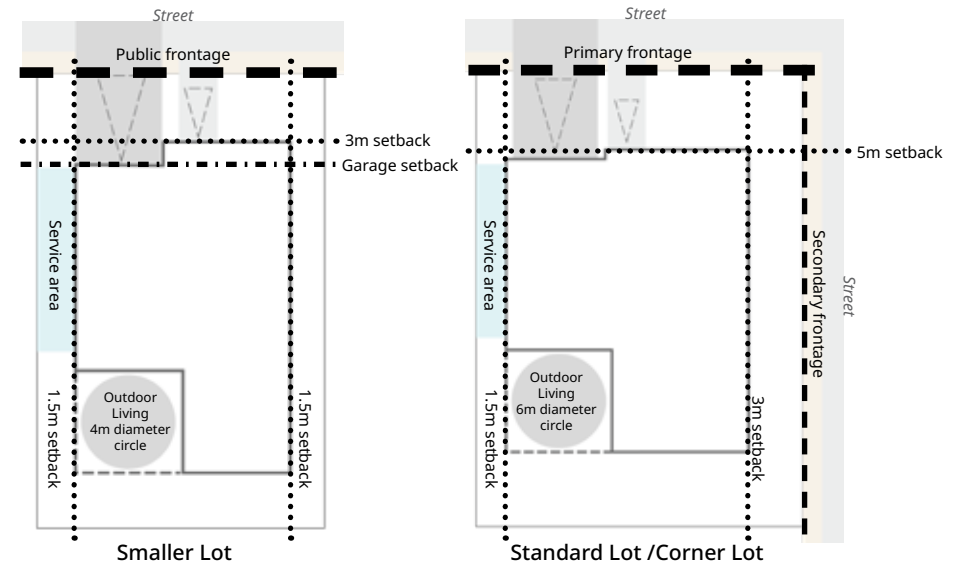 Street
Public frontage
3m setback
Garage setback
Service area
Outdoor
Living
4m diameter
circle
1.5m setback
1.5m setback
Smaller Lot
Street
Primary frontage
5m setback
Service area
Secondary frontage
Street
Outdoor
Living
6m diameter
circle
1.5m setback
3m setback
Standard Lot /Corner Lot